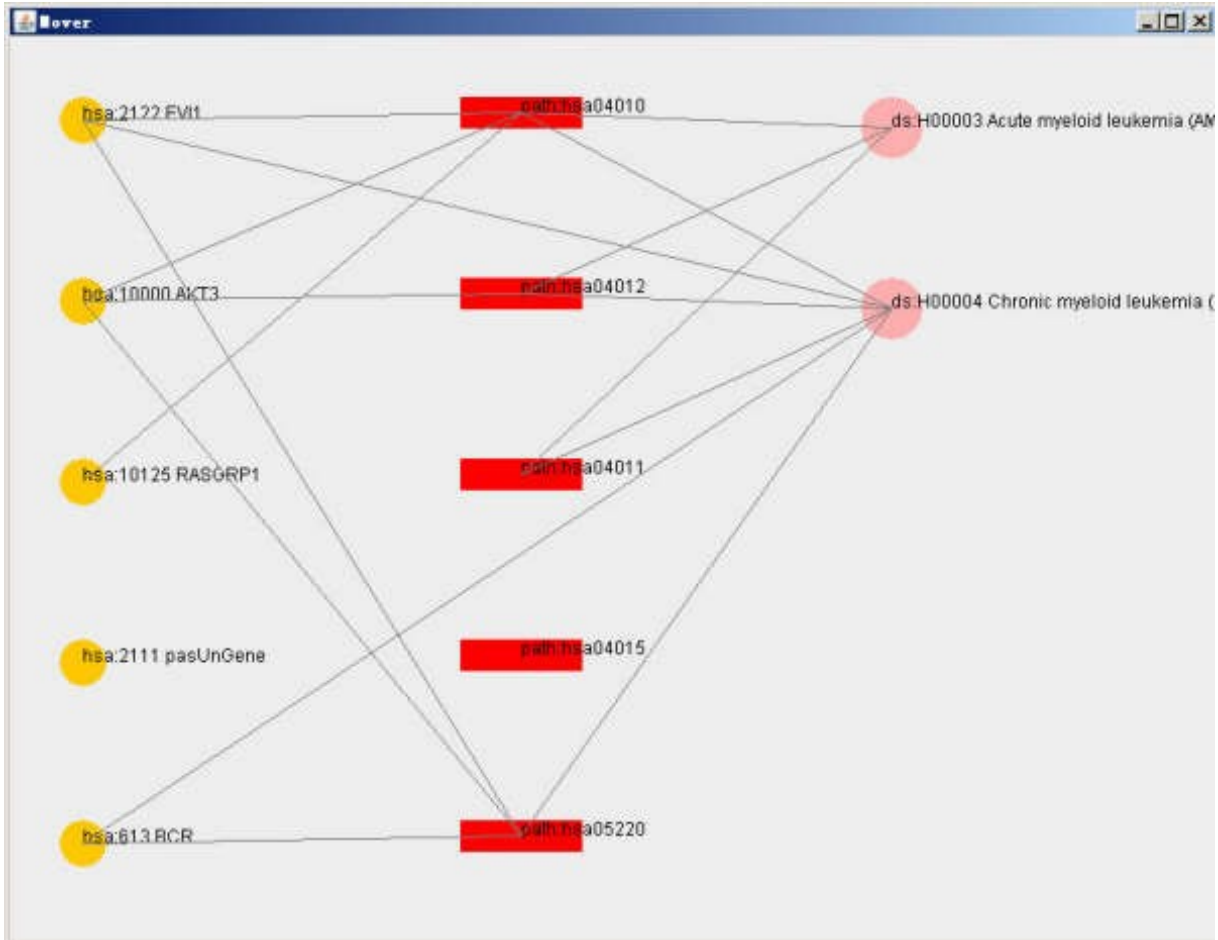 Mover
hsa:2122 EVI1
path:hsa04010
ds:H00003 Acute myeloid leukemia (AM
hsa:10000 AKT3
path:hsa04012
ds:H00004 Chronic myeloid leukemia (
hsa:10125 RASGRP1
path:hsa04011
hsa:2111 pasUnGene
path:hsa04015
hsa:613 BCR
path:hsa05220